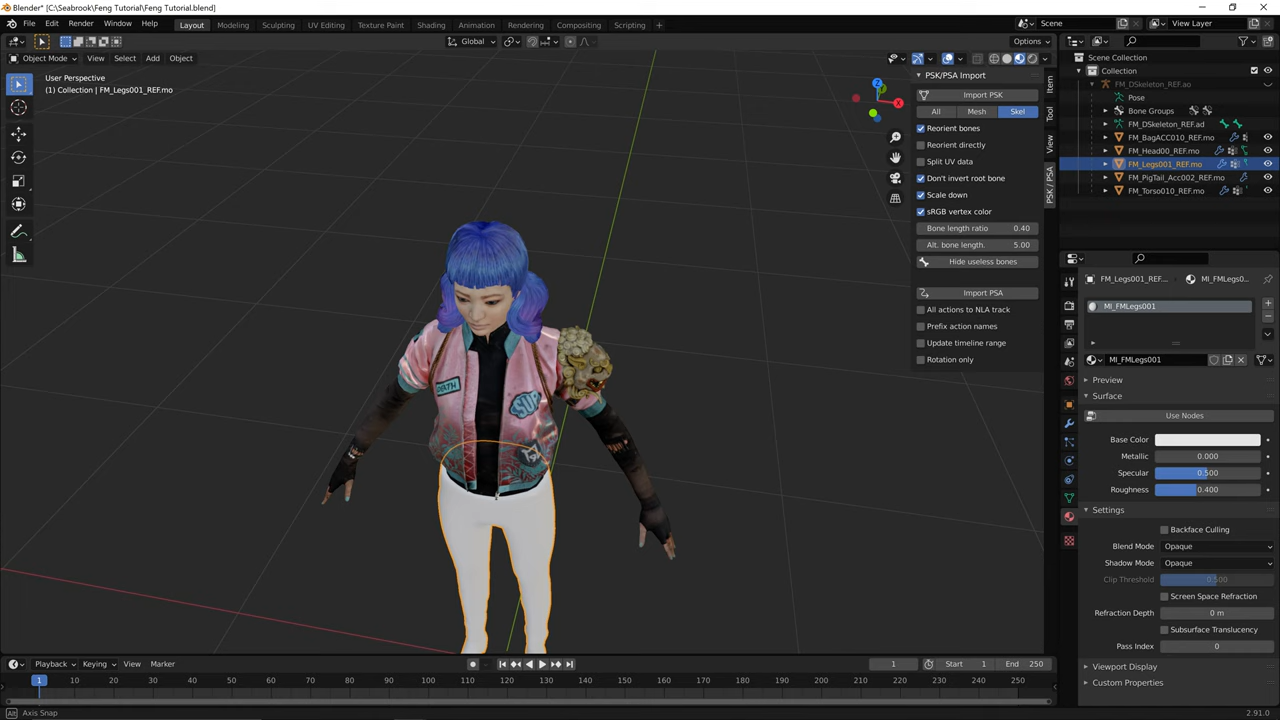 Blender* [C:\Seabrook\Feng Tutorial\Feng Tutorial.blend]
File Edit Render Window Help Layout Modeling Sculpting UV Editing Texture Paint Shading Animation Rendering Compositing Scripting + Scene View Layer
Global Options
Object Mode View Select Add Object
User Perspective
(1) Collection | FM_Legs001_REF.mo
X
Z
PSK/PSA Import
Import PSK
All Mesh Skel
Reorient bones
Reorient directly
Split UV data
Don't invert root bone
Scale down
sRGB vertex color
Bone length ratio 0.40
Alt. bone length. 5.00
Hide useless bones
Import PSA
All actions to NLA track
Prefix action names
Update timeline range
Rotation only
Item
Tool
View
PSK / PSA
Scene Collection
Collection
FM_DSkeleton_REF.ao
Pose
Bone Groups
FM_DSkeleton_REF.ad
FM_BagACC010_REF.mo
FM_Head00_REF.mo
FM_Legs001_REF.mo
FM_PigTail_Acc002_REF.mo
FM_Torso010_REF.mo
FM_Legs001_REF... MI_FMLegs0...
MI_FMLegs001
MI_FMLegs001
Preview
Surface
Use Nodes
Base Color
Metallic 0.000
Specular 0.500
Roughness 0.400
Settings
Backface Culling
Blend Mode Opaque
Shadow Mode Opaque
Clip Threshold 0.500
Screen Space Refraction
Refraction Depth 0 m
Subsurface Translucency
Pass Index 0
Viewport Display
Custom Properties
DEATH
Playback Keying View Marker 1 Start 1 End 250
1 10 20 30 40 50 60 70 80 90 100 110 120 130 140 150 160 170 180 190 200 210 220 230 240 250
Alt Axis Snap 2.91.0